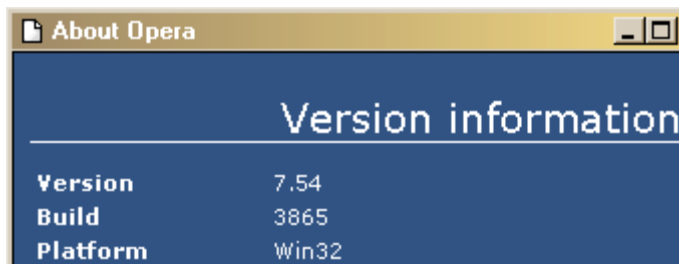 About Opera
Version information
Version 7.54
Build 3865
Platform Win32